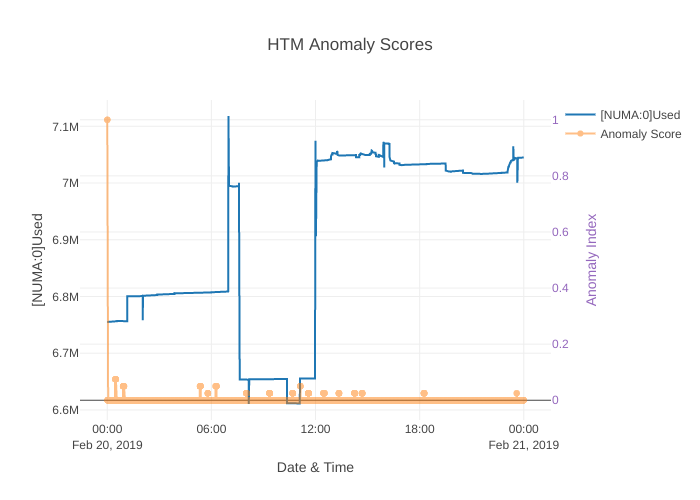 HTM Anomaly Scores
[NUMA:0]Used
Anomaly Score
7.1M
7M
6.9M
6.8M
6.7M
6.6M
[NUMA:0]Used
1
0.8
0.6
0.4
0.2
0
Anomaly Index
00:00
Feb 20, 2019
06:00
12:00
18:00
00:00
Feb 21, 2019
Date & Time